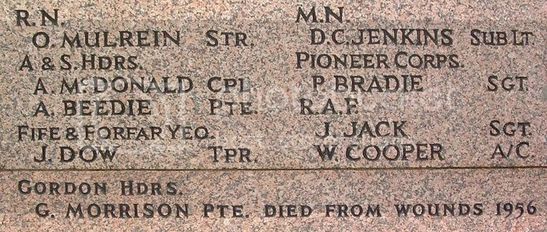 R.N.
O. MULREIN STR.
A & S. HDRS.
A. McDONALD CPL.
A. BEEDIE PTE.
FIFE & FORFAR YEO.
J. DOW TPR.
M.N.
D.C. JENKINS SUB LT.
PIONEER CORPS.
P. BRADIE SGT.
R.A.F.
J. JACK SGT.
W. COOPER A/C.
GORDON HDRS.
G. MORRISON PTE. DIED FROM WOUNDS 1956